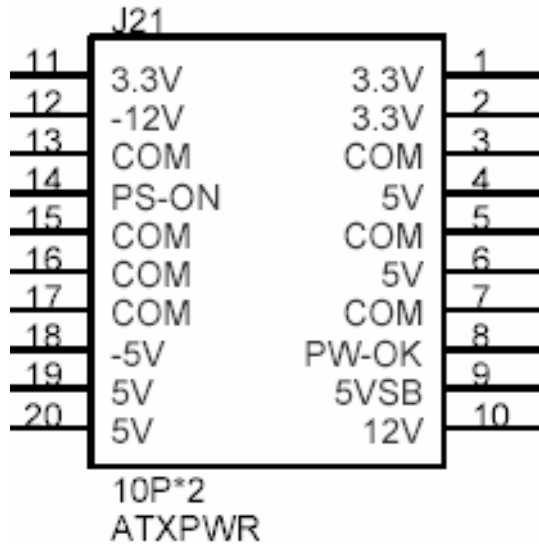 J21
11 3.3V 3.3V 1
12 -12V 3.3V 2
13 COM COM 3
14 PS-ON 5V 4
15 COM COM 5
16 COM 5V 6
17 COM COM 7
18 -5V PW-OK 8
19 5V 5VSB 9
20 5V 12V 10
10P*2
ATXPWR